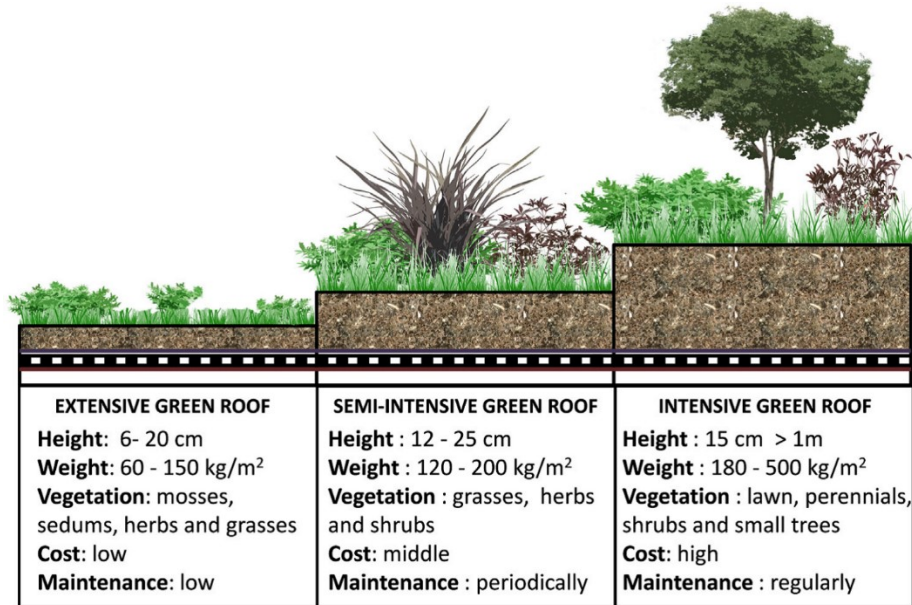 EXTENSIVE GREEN ROOF
Height: 6- 20 cm
Weight: 60 - 150 kg/m²
Vegetation: mosses,
sedums, herbs and grasses
Cost: low
Maintenance: low
SEMI-INTENSIVE GREEN ROOF
Height : 12 - 25 cm
Weight : 120 - 200 kg/m²
Vegetation : grasses, herbs
and shrubs
Cost: middle
Maintenance : periodically
INTENSIVE GREEN ROOF
Height : 15 cm > 1m
Weight : 180 - 500 kg/m²
Vegetation : lawn, perennials,
shrubs and small trees
Cost: high
Maintenance : regularly